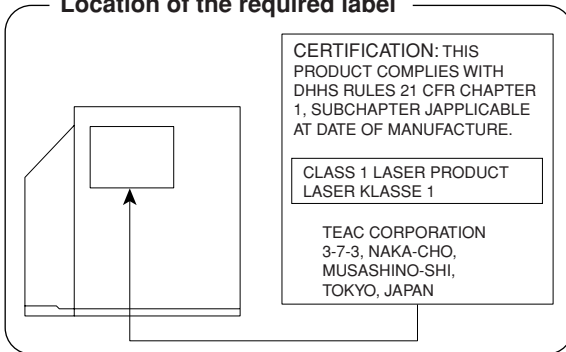 Location of the required label
CERTIFICATION: THIS
PRODUCT COMPLIES WITH
DHHS RULES 21 CFR CHAPTER
1, SUBCHAPTER JAPPLICABLE
AT DATE OF MANUFACTURE.
CLASS 1 LASER PRODUCT
LASER KLASSE 1
TEAC CORPORATION
3-7-3, NAKA-CHO,
MUSASHINO-SHI,
TOKYO, JAPAN